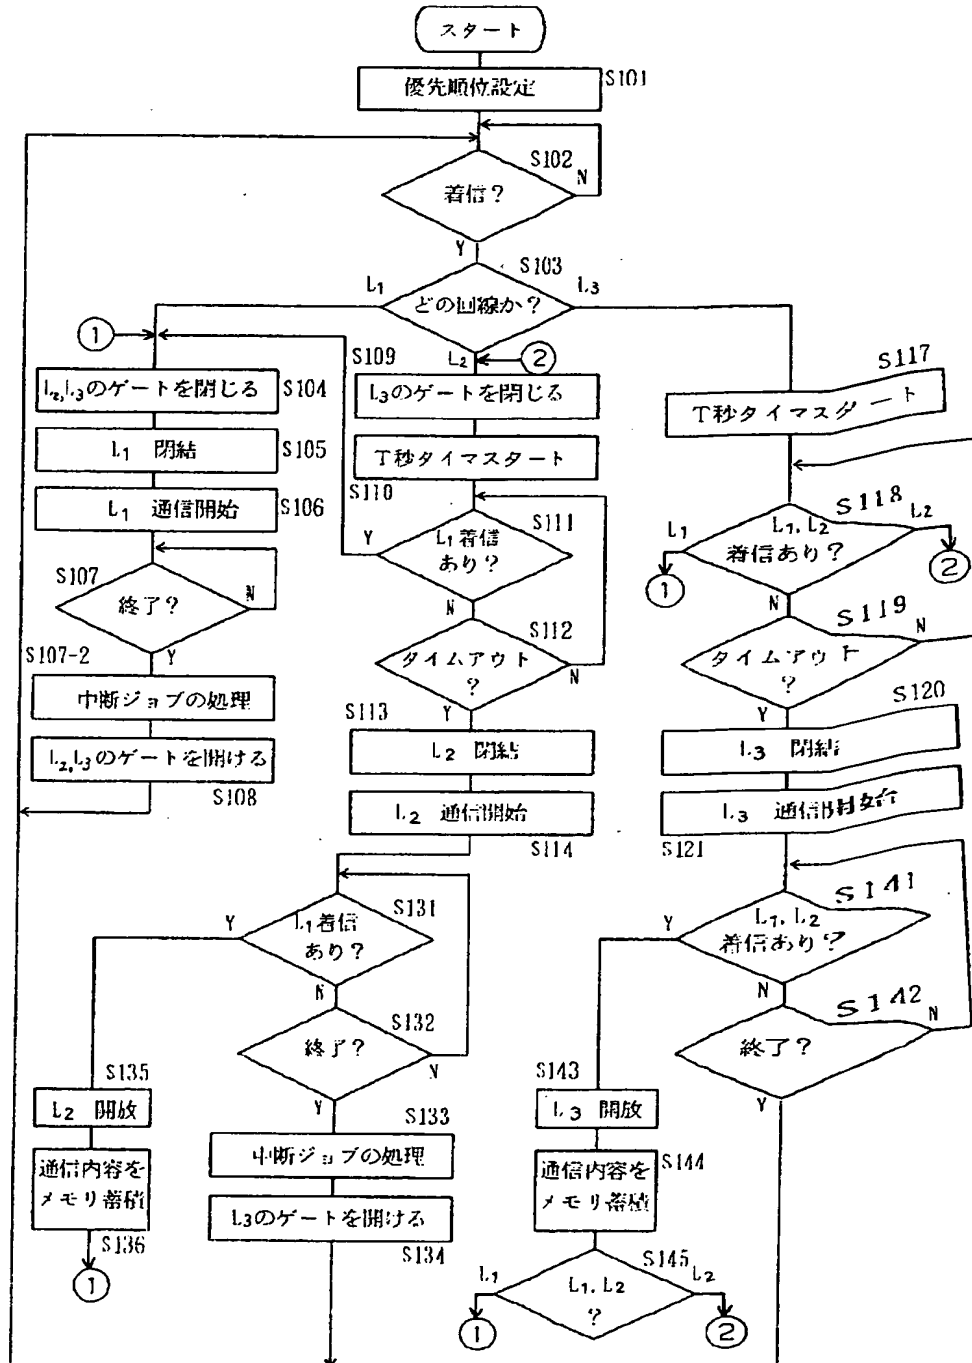 スタート
優先順位設定
S101
S102
着信?
N
Y
S103
どの回線か?
L1
L3
L2
①
②
S109
L2,L3のゲートを閉じる
S104
L1 閉結
S105
L1 通信開始
S106
S107
終了?
N
Y
S107-2
中断ジョブの処理
L2,L3のゲートを開ける
S108
L3のゲートを閉じる
T秒タイマスタート
S110
S111
L1着信
あり?
Y
N
S112
タイムアウト
?
N
Y
S113
L2 閉結
L2 通信開始
S114
S131
L1着信
あり?
Y
N
S132
終了?
N
Y
S135
L2 開放
通信内容を
メモリ蓄積
S136
①
S133
中断ジョブの処理
L3のゲートを開ける
S134
S117
T秒タイマスタート
S118
L1
L1,L2
着信あり?
L2
①
②
N
S119
タイムアウト
?
N
Y
S120
L3 閉結
L3 通信開始
S121
S141
L1,L2
着信あり?
Y
N
S142
終了?
N
Y
S143
L3 開放
通信内容を
メモリ蓄積
S144
S145
L1
L1,L2
?
L2
①
②